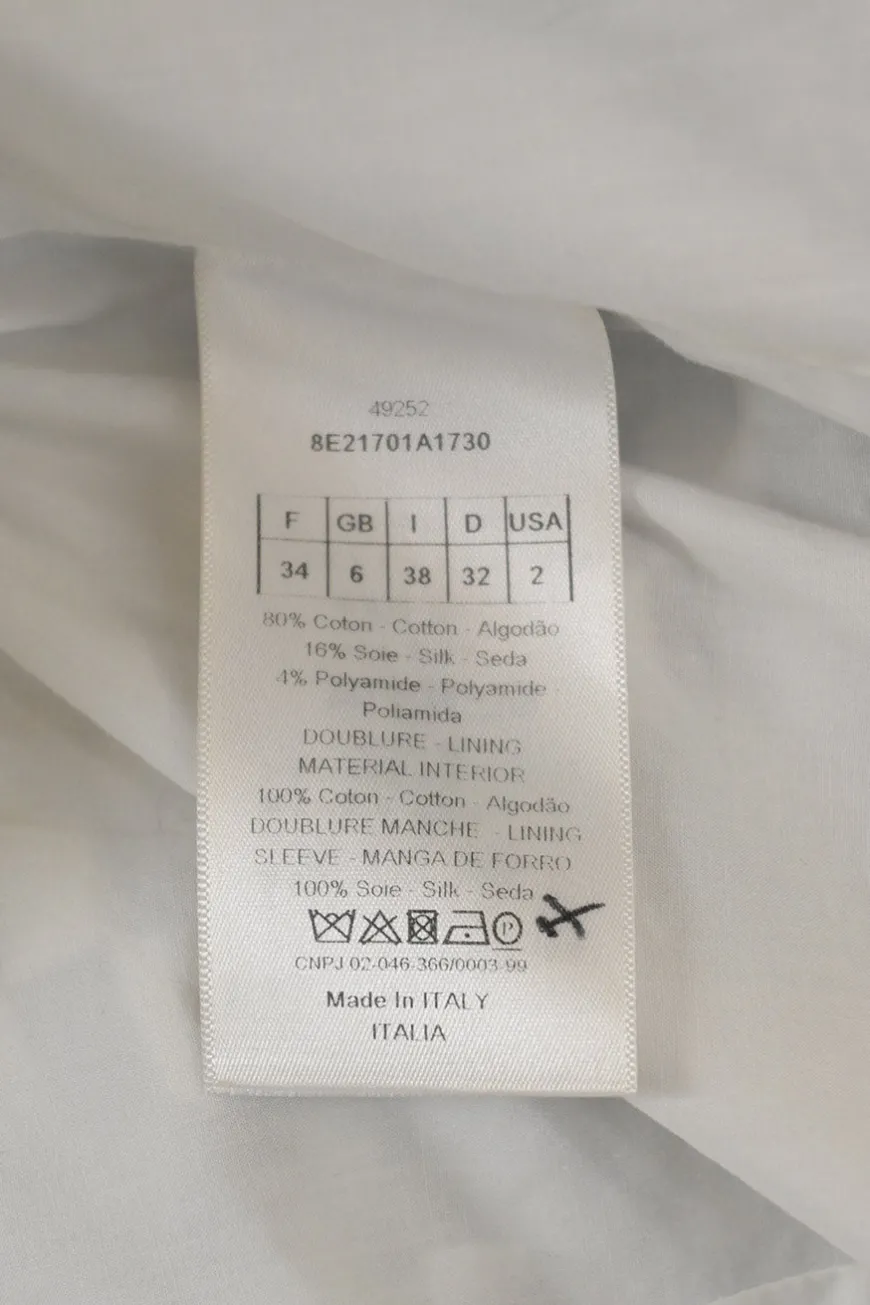 49252
8E21701A1730
F GB I D USA
34 6 38 32 2
80% Coton - Cotton - Algodão
16% Soie - Silk - Seda
4% Polyamide - Polyamide -
Poliamida
DOUBLURE - LINING
MATERIAL INTERIOR
100% Coton - Cotton - Algodão
DOUBLURE MANCHE - LINING
SLEEVE - MANGA DE FORRO
100% Soie - Silk - Seda
P
CNPJ 02-046-366/0003-99
Made In ITALY
ITALIA